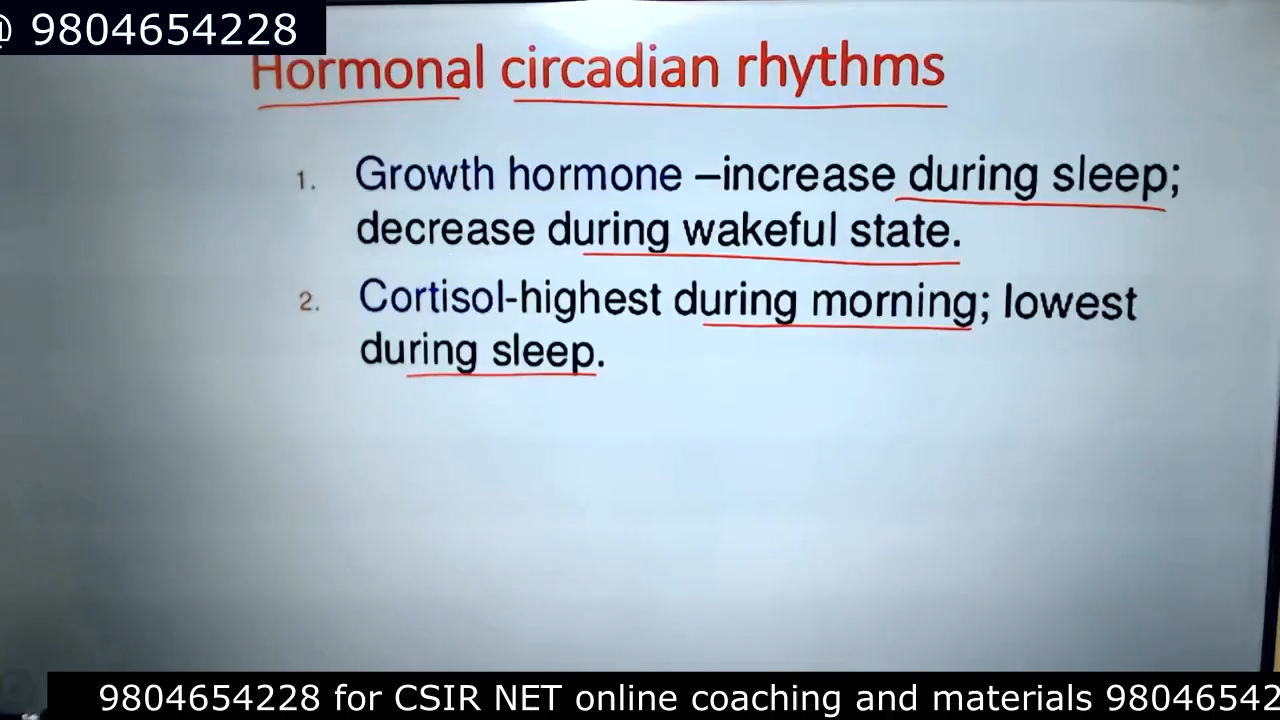 @ 9804654228
Hormonal circadian rhythms
1. Growth hormone –increase during sleep;
decrease during wakeful state.
2. Cortisol-highest during morning; lowest
during sleep.
9804654228 for CSIR NET online coaching and materials 98046542